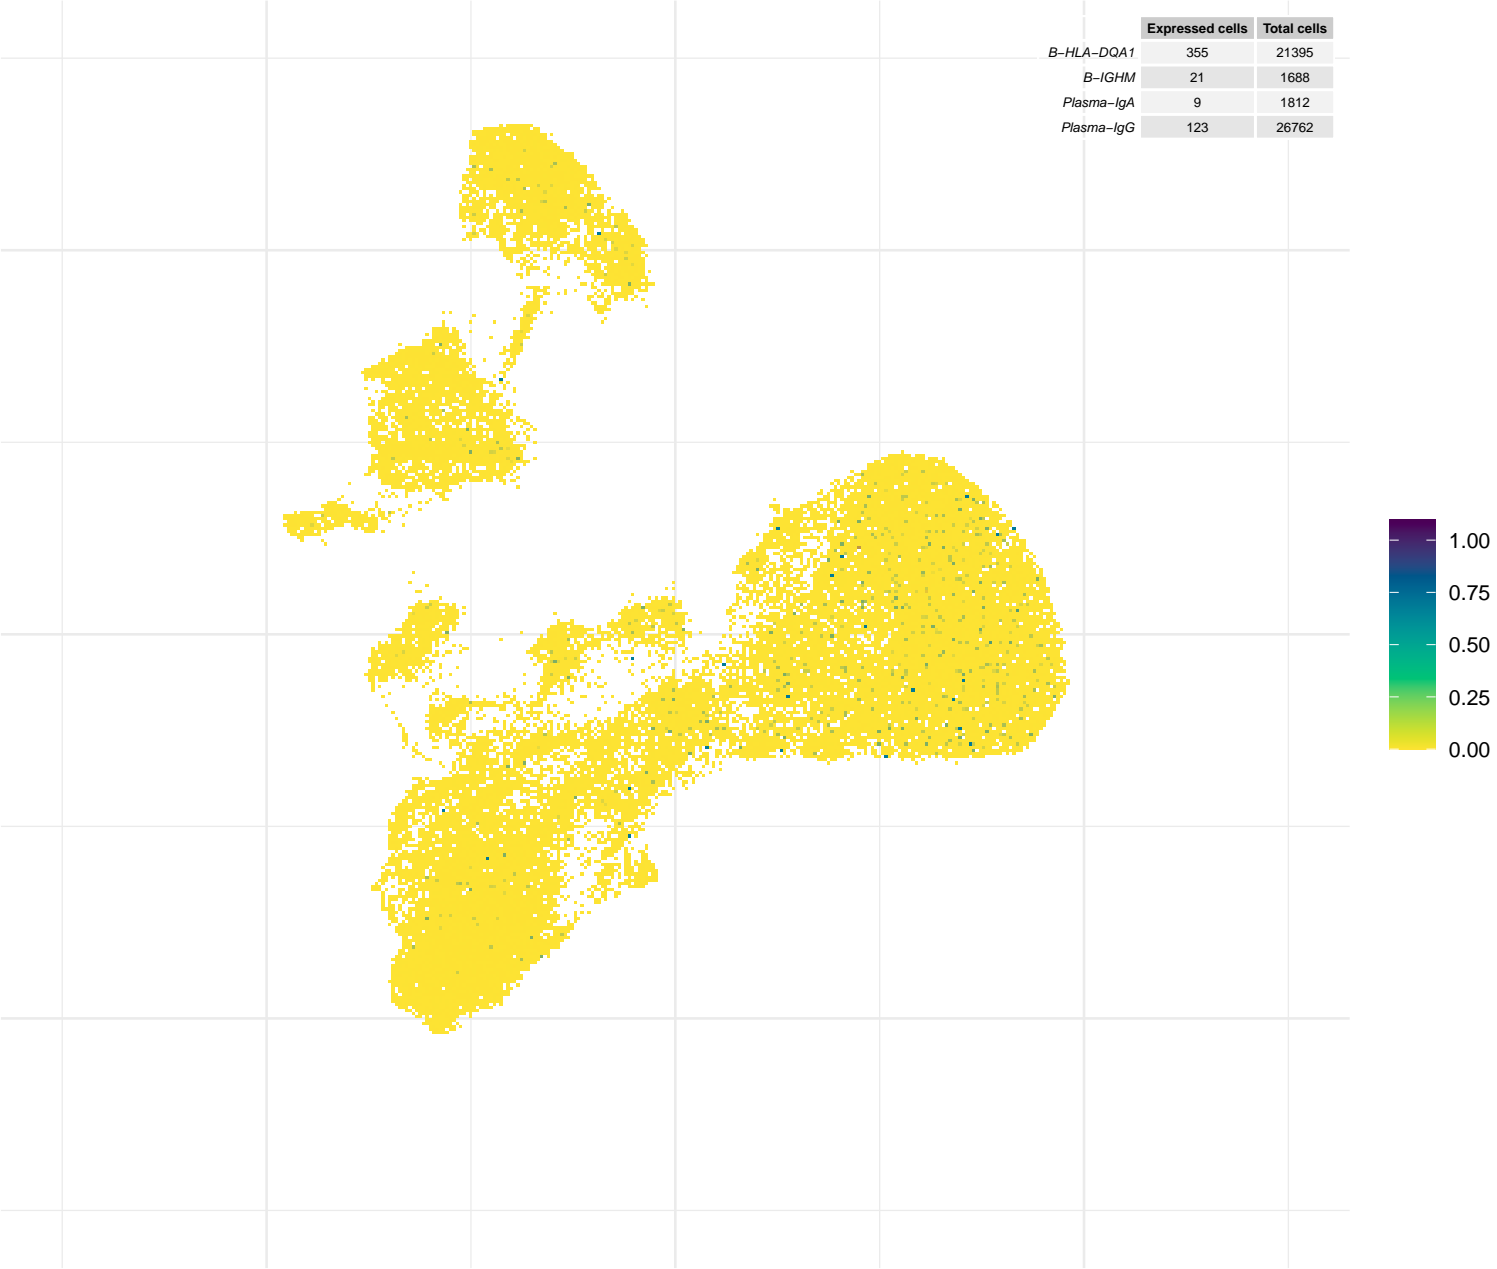 Expressed cells Total cells
B−HLA−DQA1 355 21395
B−IGHM 21 1688
Plasma−IgA 9 1812
Plasma−IgG 123 26762
1.00
0.75
0.50
0.25
0.00